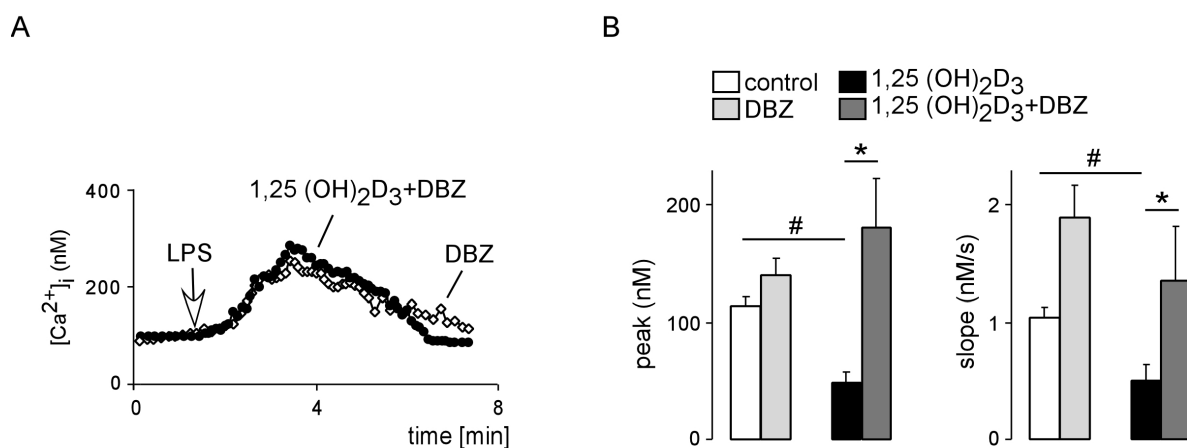 A
400
200
0
[Ca²⁺]ᵢ (nM)
1,25 (OH)₂D₃+DBZ
LPS
DBZ
0 4 8
time [min]
B
control
DBZ
1,25 (OH)₂D₃
1,25 (OH)₂D₃+DBZ
200
100
0
peak (nM)
#
*
2
1
0
slope (nM/s)
#
*